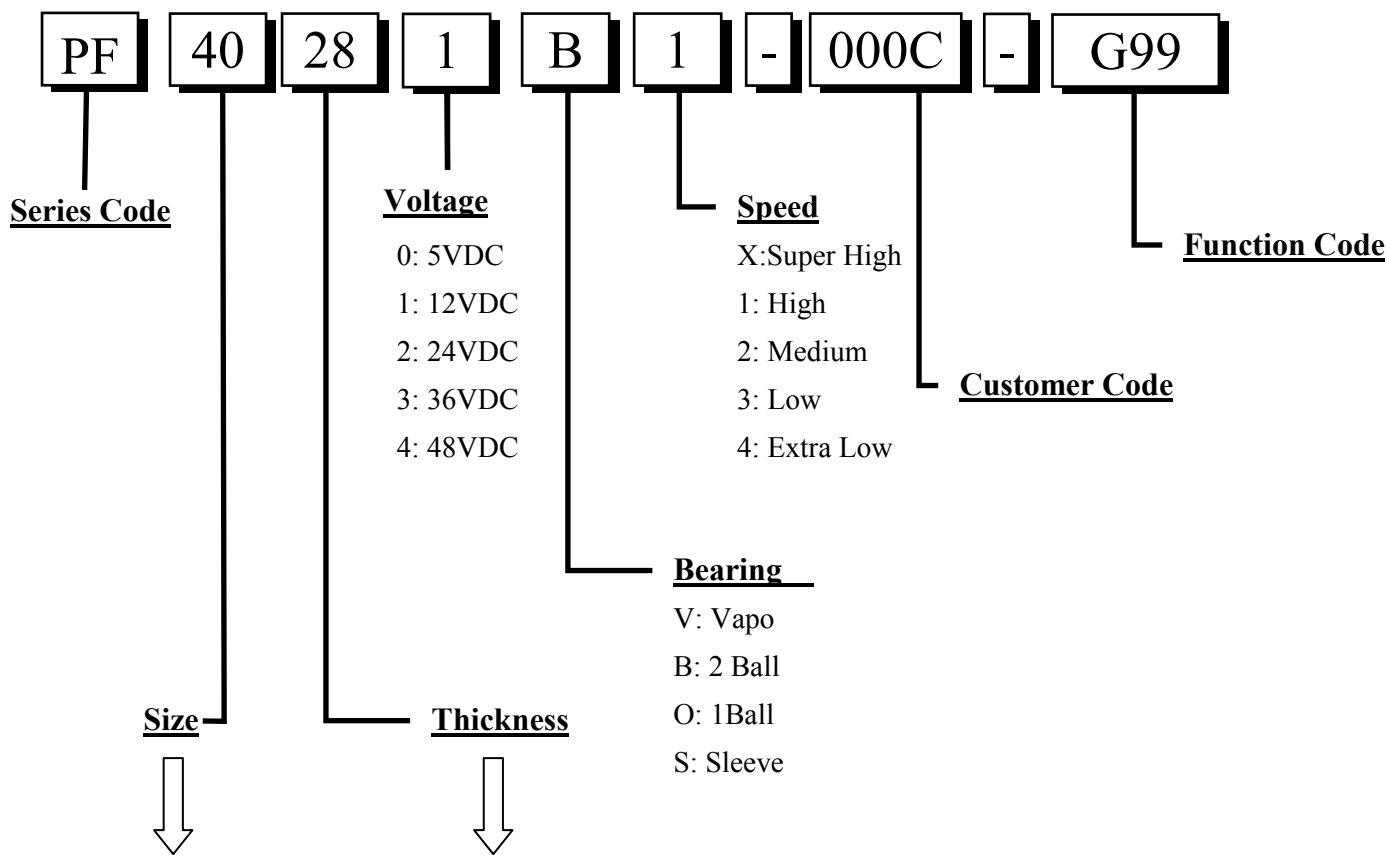 PF 40 28 1 B 1 - 000C - G99
Series Code
Voltage
0: 5VDC
1: 12VDC
2: 24VDC
3: 36VDC
4: 48VDC
Speed
X:Super High
1: High
2: Medium
3: Low
4: Extra Low
Function Code
Customer Code
Bearing
V: Vapo
B: 2 Ball
O: 1Ball
S: Sleeve
Size
Thickness